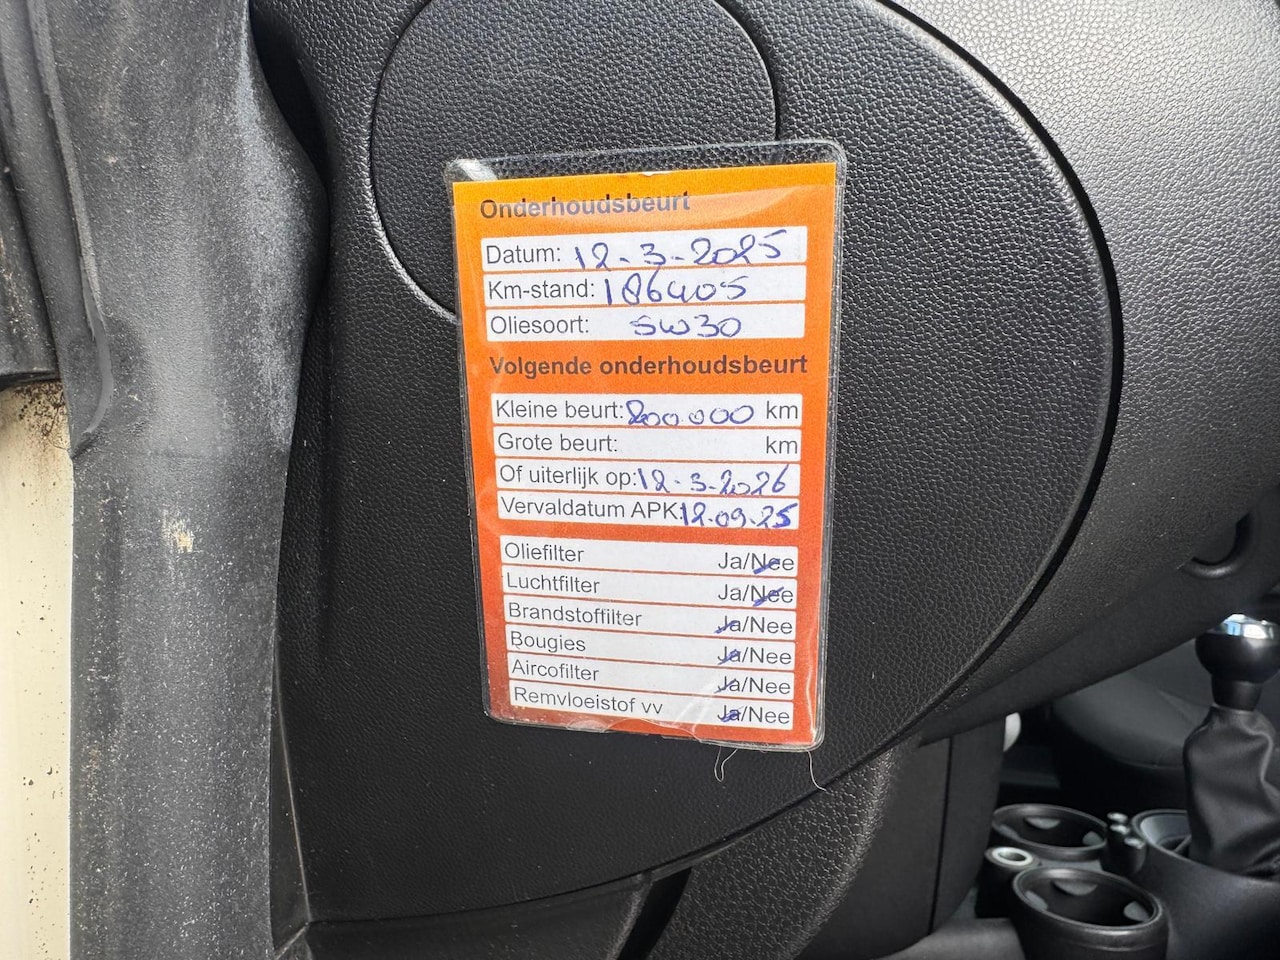 Onderhoudsbeurt
Datum: 12-3-2025
Km-stand: 186405
Oliesoort: 5W30
Volgende onderhoudsbeurt
Kleine beurt: 200.000 km
Grote beurt: km
Of uiterlijk op: 12-3-2026
Vervaldatum APK: 12.09.25
Oliefilter Ja/Nee
Luchtfilter Ja/Nee
Brandstoffilter Ja/Nee
Bougies Ja/Nee
Aircofilter Ja/Nee
Remvloeistof vv Ja/Nee